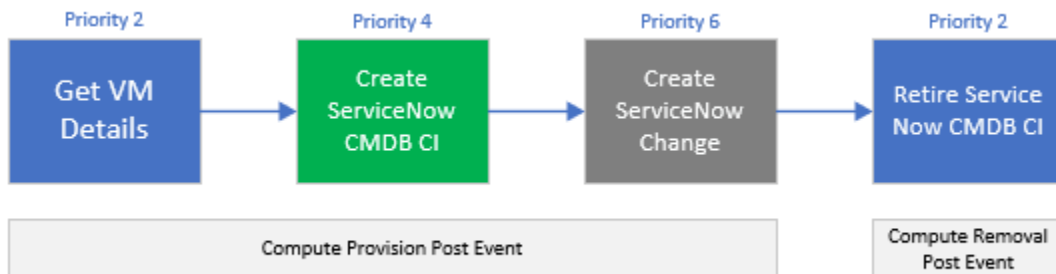 Priority 2
Priority 4
Priority 6
Priority 2
Get VM
Details
Create
ServiceNow
CMDB CI
Create
ServiceNow
Change
Retire Service
Now CMDB CI
Compute Provision Post Event
Compute Removal
Post Event